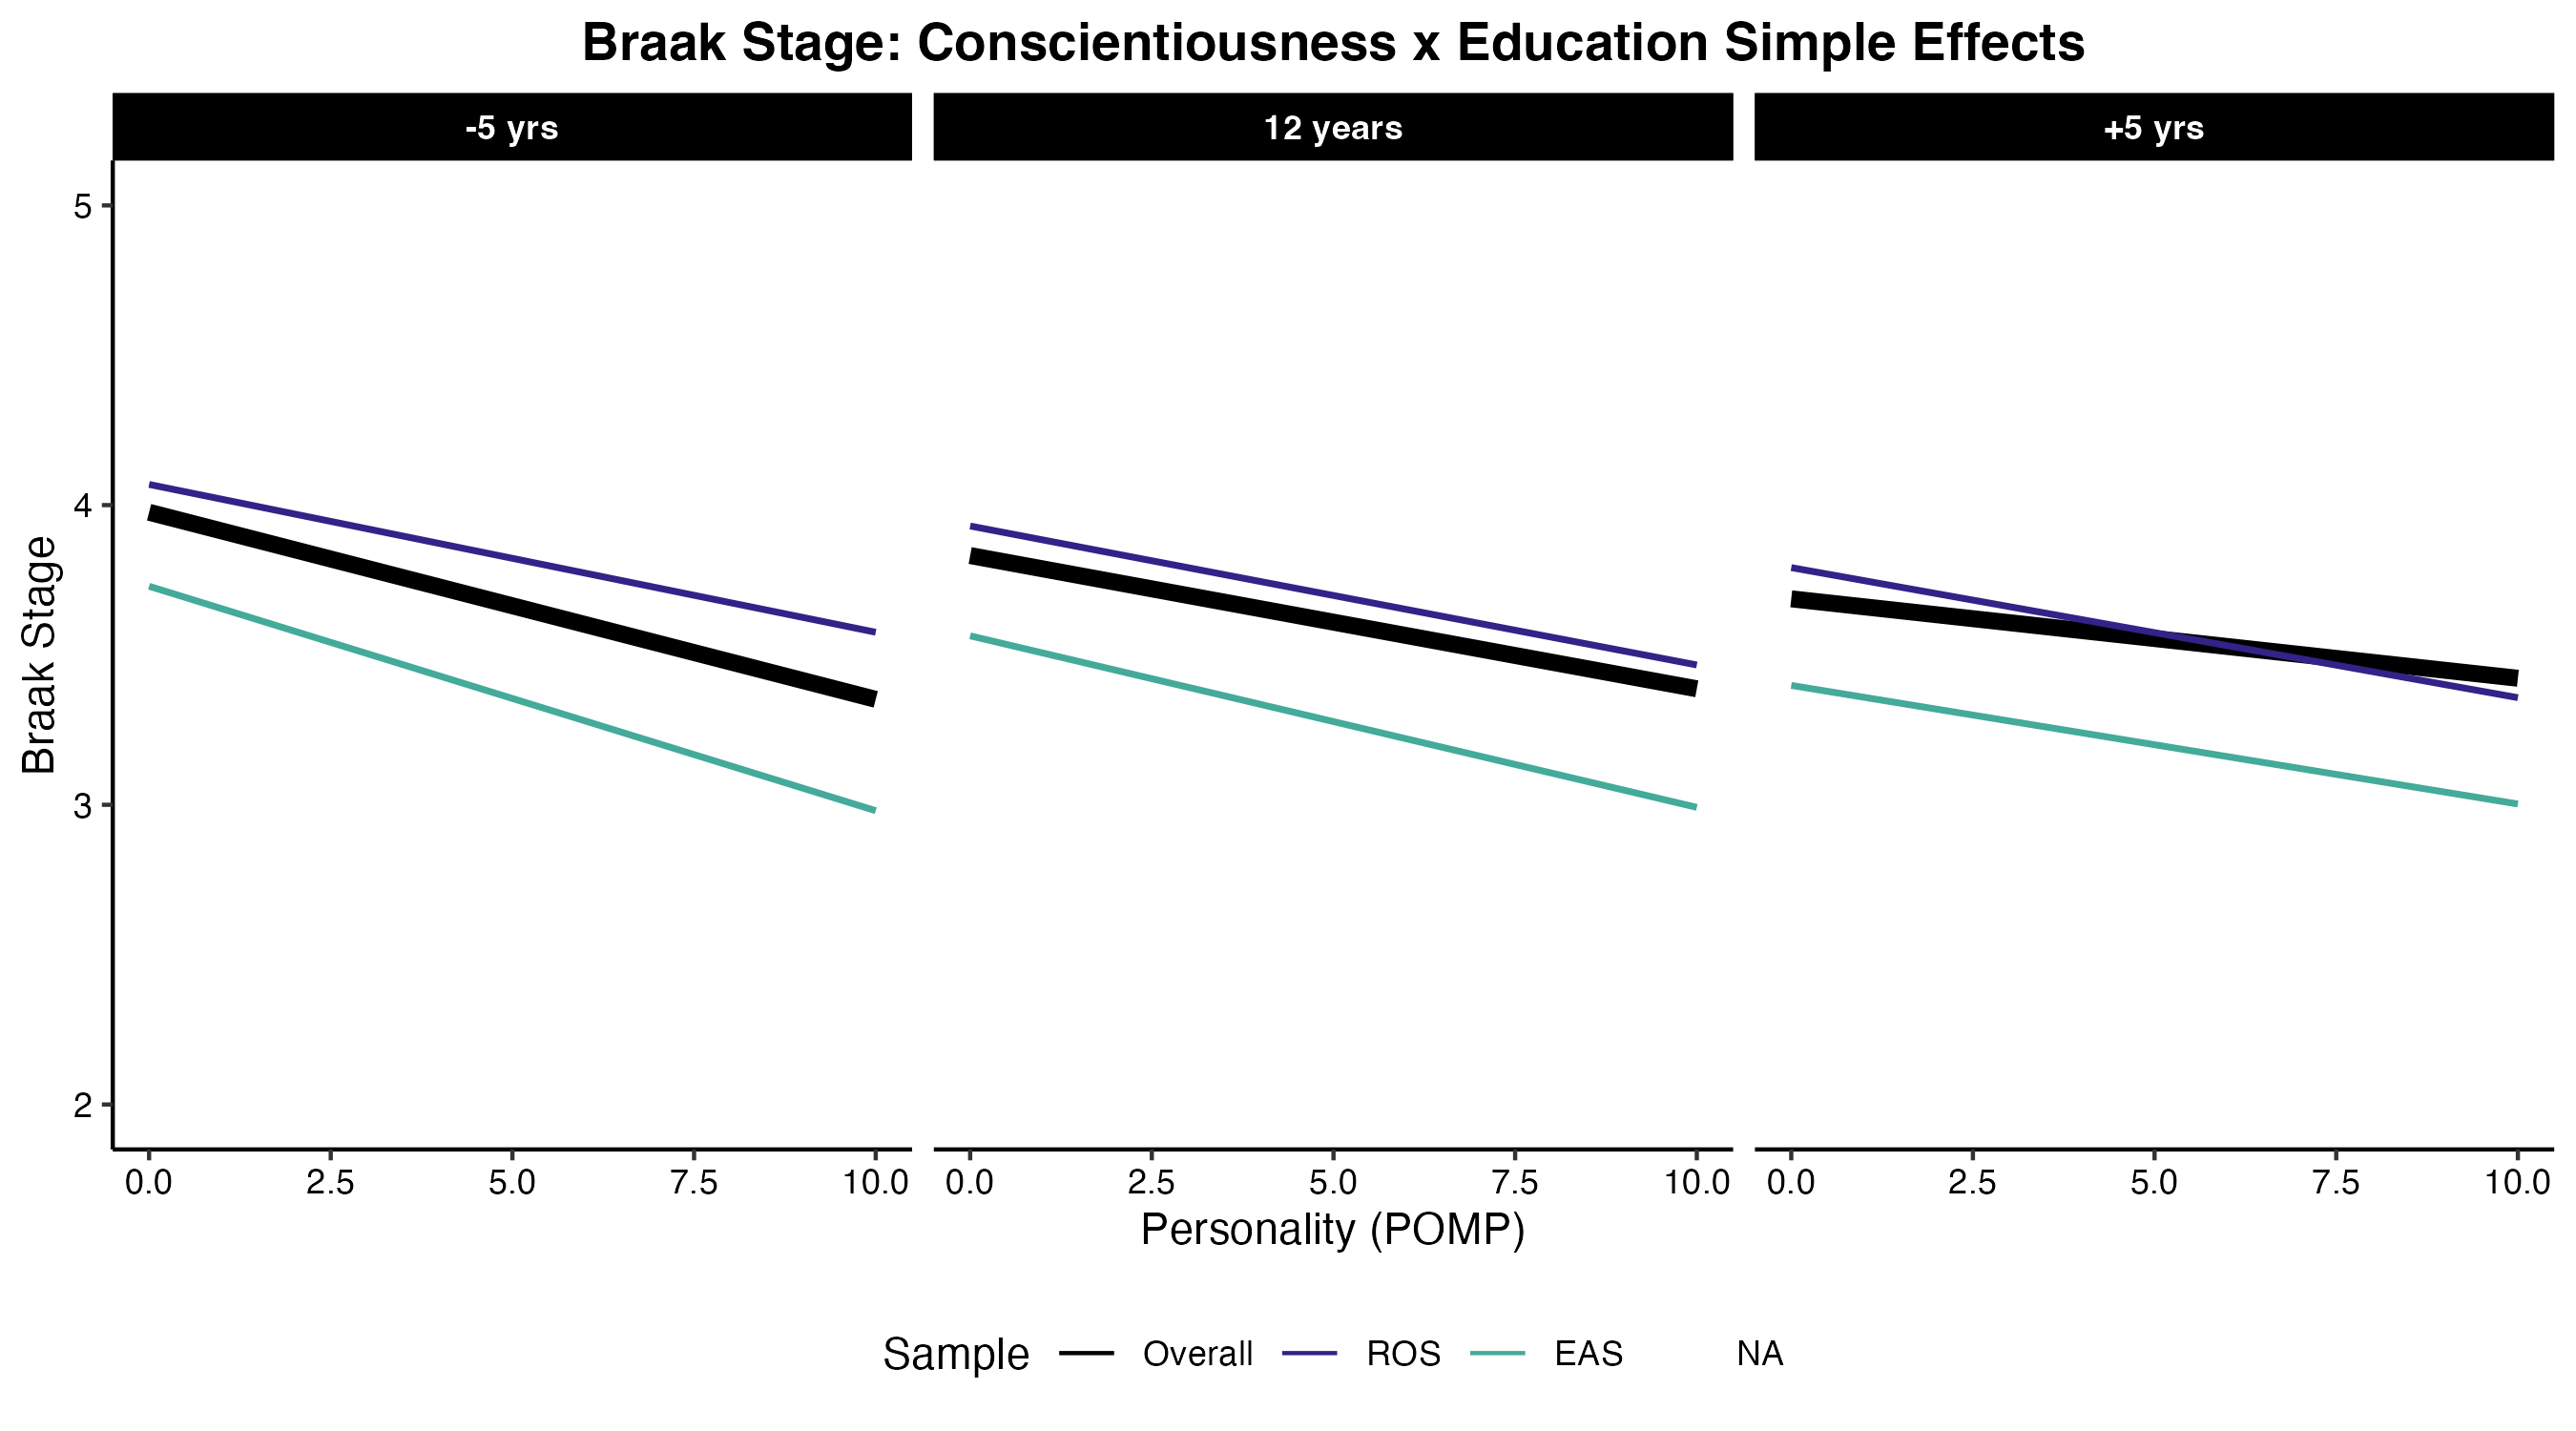 Braak Stage: Conscientiousness x Education Simple Effects
-5 yrs 12 years +5 yrs
Braak Stage
5
4
3
2
0.0 2.5 5.0 7.5 10.0 0.0 2.5 5.0 7.5 10.0 0.0 2.5 5.0 7.5 10.0
Personality (POMP)
Sample Overall ROS EAS NA